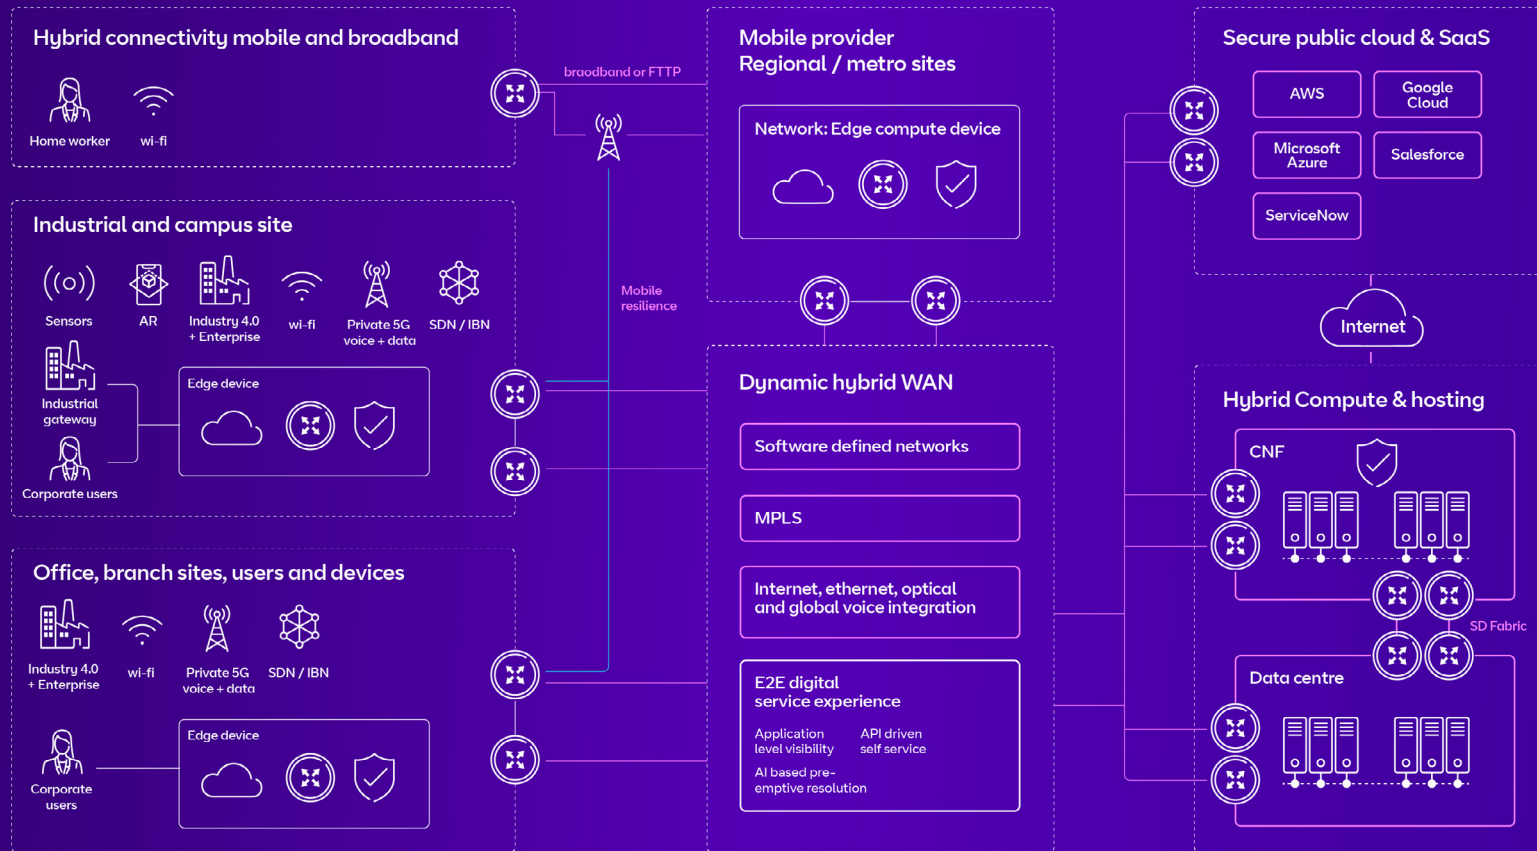 Hybrid connectivity mobile and broadband
Home worker
wi-fi
braodband or FTTP
Industrial and campus site
Sensors
AR
Industry 4.0
+ Enterprise
wi-fi
Private 5G
voice + data
SDN / IBN
Industrial
gateway
Corporate users
Edge device
Mobile
resilience
Office, branch sites, users and devices
Industry 4.0
+ Enterprise
wi-fi
Private 5G
voice + data
SDN / IBN
Corporate
users
Edge device
Mobile provider
Regional / metro sites
Network: Edge compute device
Dynamic hybrid WAN
Software defined networks
MPLS
Internet, ethernet, optical
and global voice integration
E2E digital
service experience
Application
level visibility
API driven
self service
AI based pre-
emptive resolution
Secure public cloud & SaaS
AWS
Google
Cloud
Microsoft
Azure
Salesforce
ServiceNow
Internet
Hybrid Compute & hosting
CNF
SD Fabric
Data centre